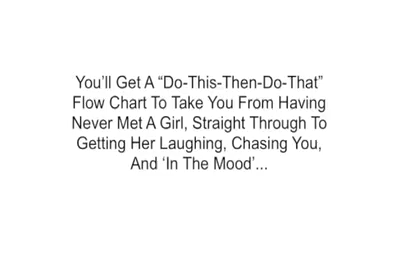 You’ll Get A “Do-This-Then-Do-That”
Flow Chart To Take You From Having
Never Met A Girl, Straight Through To
Getting Her Laughing, Chasing You,
And ‘In The Mood’...